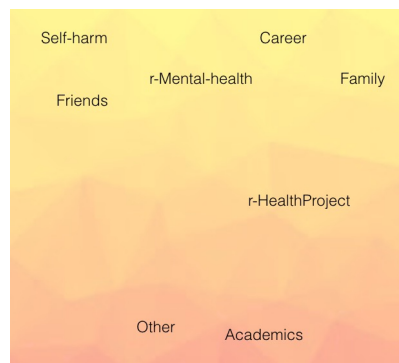 Self-harm
Career
r-Mental-health
Family
Friends
r-HealthProject
Other
Academics